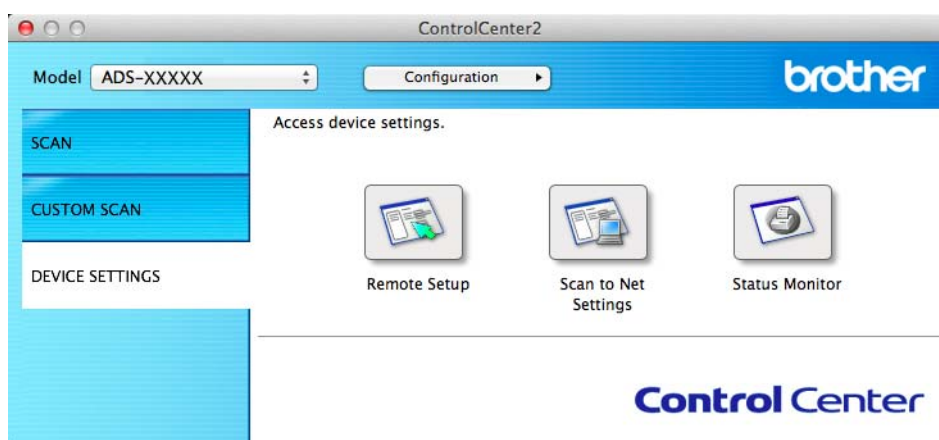 ControlCenter2
Model ADS-XXXXX Configuration
brother
SCAN
CUSTOM SCAN
DEVICE SETTINGS
Access device settings.
Remote Setup
Scan to Net
Settings
Status Monitor
Control Center